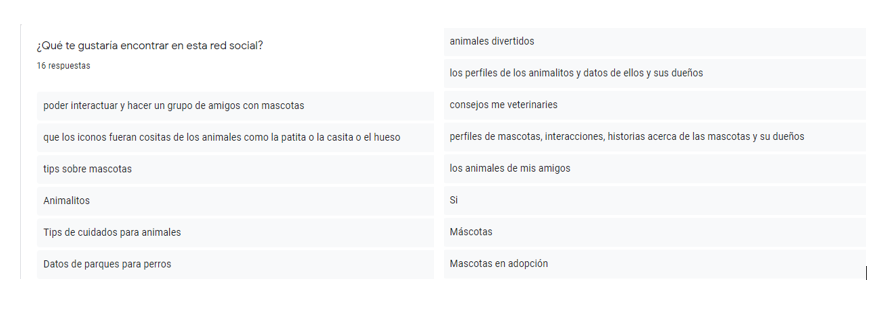 ¿Qué te gustaría encontrar en esta red social?
16 respuestas
poder interactuar y hacer un grupo de amigos con mascotas
que los iconos fueran cositas de los animales como la patita o la casita o el hueso
tips sobre mascotas
Animalitos
Tips de cuidados para animales
Datos de parques para perros
animales divertidos
los perfiles de los animalitos y datos de ellos y sus dueños
consejos me veterinaries
perfiles de mascotas, interacciones, historias acerca de las mascotas y su dueños
los animales de mis amigos
Si
Máscotas
Mascotas en adopción